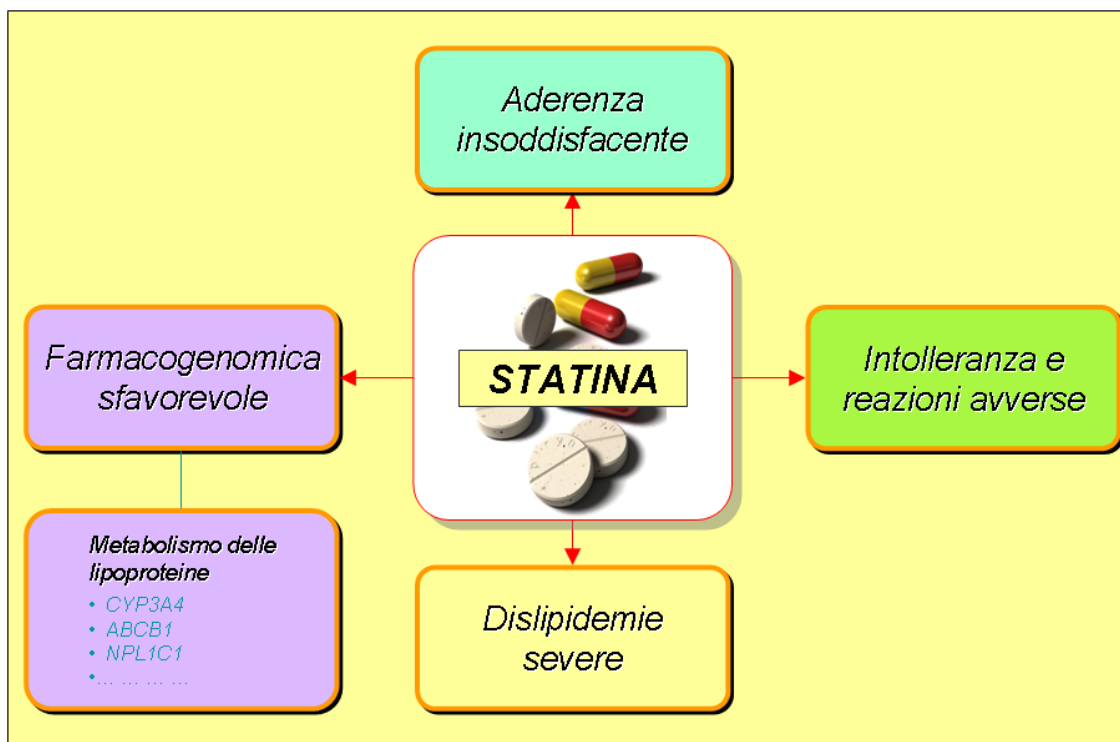 Aderenza
insoddisfacente
Farmacogenomica
sfavorevole
STATINA
Intolleranza e
reazioni avverse
Metabolismo delle
lipoproteine
• CYP3A4
• ABCB1
• NPL1C1
•... ... ... ...
Dislipidemie
severe